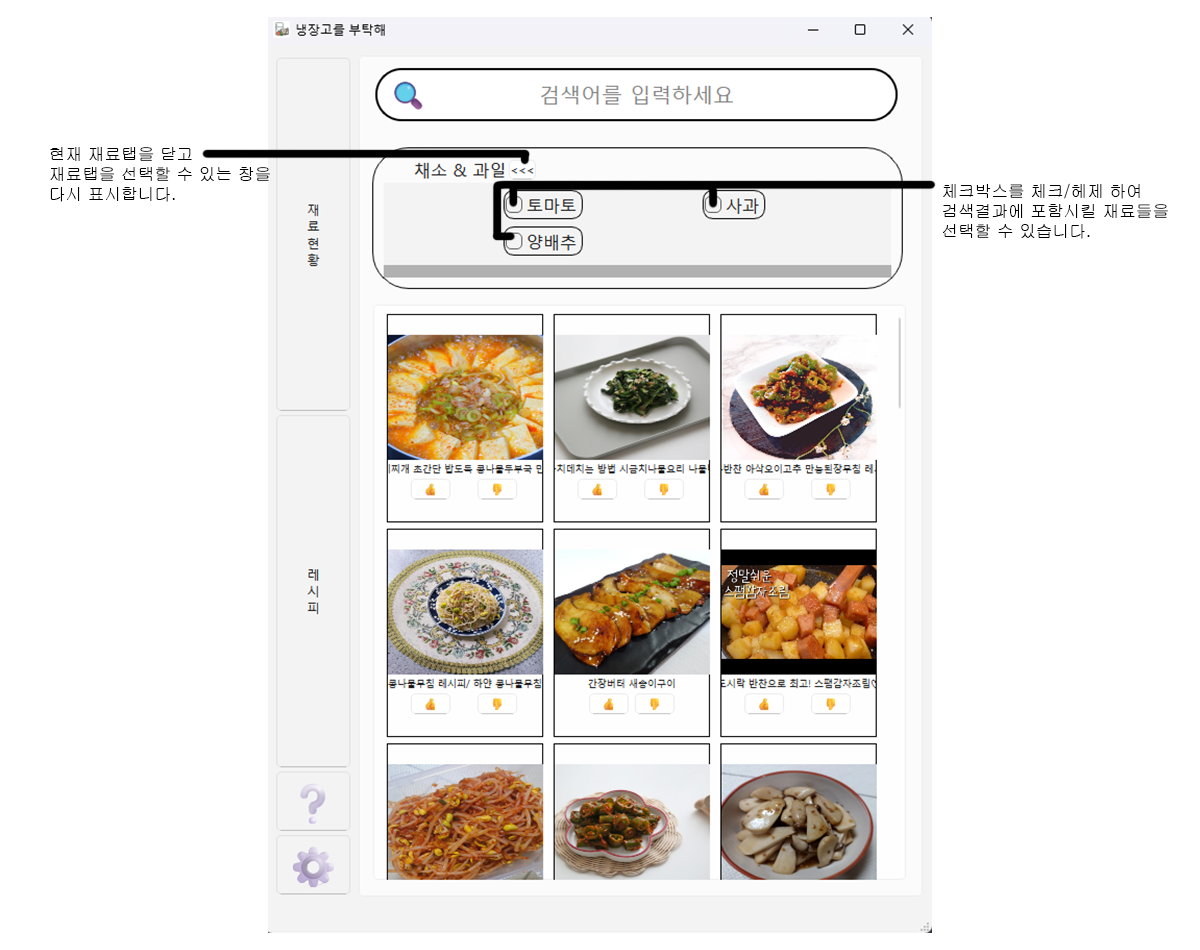 냉장고를 부탁해
검색어를 입력하세요
현재 재료탭을 닫고
재료탭을 선택할 수 있는 창을
다시 표시합니다.
채소 & 과일 <<<
체크박스를 체크/헤제 하여
검색결과에 포함시킬 재료들을
선택할 수 있습니다.
토마토
사과
양배추
재
료
현
황
찌개 초간단 밥도둑 콩나물두부국
데치는 방법 시금치나물요리 나물
반찬 아삭오이고추 만능된장무침 레
레
시
피
콩나물무침 레시피/ 하얀 콩나물무침
간장버터 새송이구이
정말쉬운
스팸감자조림
도시락 반찬으로 최고! 스팸감자조림♡
?